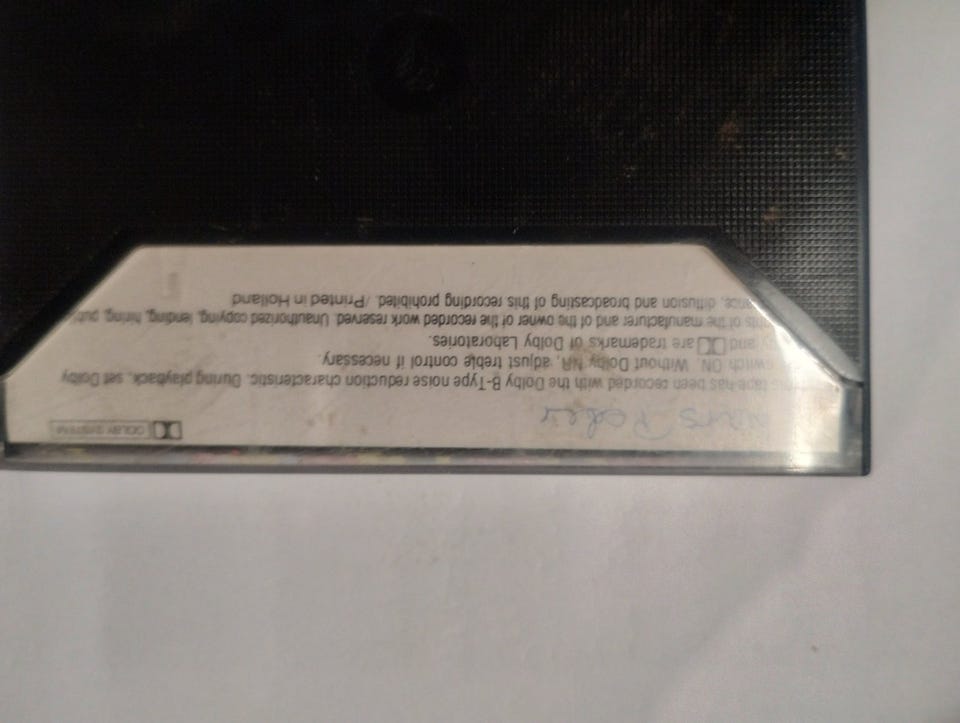 DOLBY SYSTEM
tape has been recorded with the Dolby B-Type noise reduction characteristic. During playback, set Dolby
switch ON. Without Dolby NR, adjust treble control if necessary.
and are trademarks of Dolby Laboratories.
of the manufacturer and of the owner of the recorded work reserved. Unauthorized copying, lending, hiring,
diffusion and broadcasting of this recording prohibited. /Printed in Holland